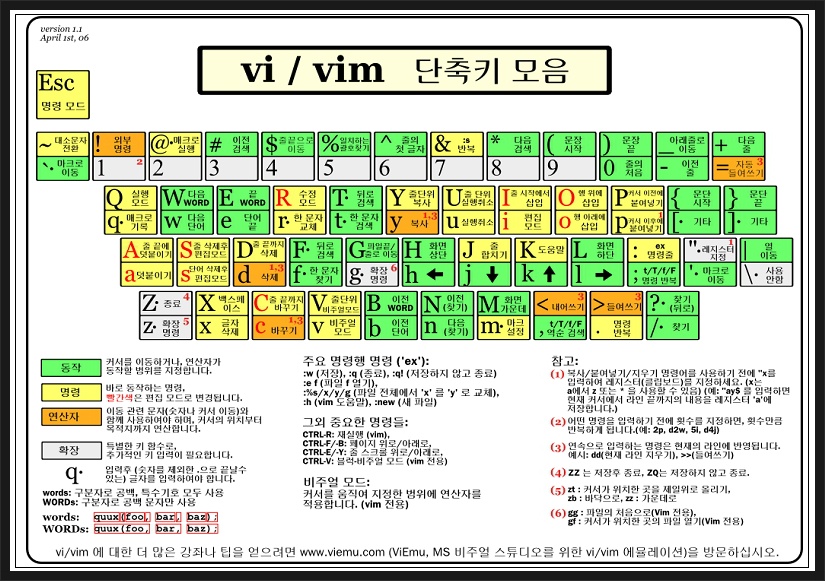 version 1.1
April 1st, 06
vi / vim 단축키 모음
Esc
명령 모드
~ 대소문자 전환
! 외부 명령
@· 매크로 실행
# 이전 검색
$ 줄끝으로 이동
% 일치하는 괄호찾기
^ 줄의 첫 글자
& :s 반복
* 다음 검색
( 문장 시작
) 문장 끝
_ 아래줄로 이동
+ 다음 줄
`· 마크로 이동
1 2
2
3
4
5
6
7
8
9
0 줄의 처음
- 이전 줄
= 자동 들여쓰기 3
Q 실행 모드
W 다음 WORD
E 끝 WORD
R 수정 모드
T· 뒤로 검색
Y 줄단위 복사
U 줄 단위 실행취소
I 줄 시작에서 삽입
O 행 위에 삽입
P 커서 이전에 붙여넣기
{ 문단 시작
} 문단 끝
q· 매크로 기록
w 다음 단어
e 단어 끝
r· 한 문자 교체
t· 한 문자 검색
y 복사 1,3
u 실행취소
i 편집 모드
o 행 아래에 삽입
p 커서 이후에 붙여넣기 1
[· 기타
]· 기타
A 줄 끝에 덧붙이기
S 줄 삭제후 편집모드
D 줄 끝까지 삭제
F· 뒤로 검색
G 파일끝/줄로 이동
H 화면 상단
J 줄 합치기
K 도움말
L 화면 하단
: ex 명령줄
"· 레지스터 지정 1
| 열 이동
a 덧붙이기
s 단어 삭제후 편집모드
d 삭제 1,3
f· 한 문자 찾기
g· 확장 명령 6
h ←
j ↓
k ↑
l →
; t/T/f/F 명령 반복
'· 마크로 이동
\· 사용 안함
Z· 종료 4
X 백스페이스
C 줄 끝까지 바꾸기
V 줄단위 비주얼모드
B 이전 WORD
N 이전 (찾기)
M 화면 가운데
< 내어쓰기 3
> 들여쓰기 3
?· 찾기 (뒤로)
z· 확장 명령 5
x 글자 삭제
c 바꾸기 1,3
v 비주얼 모드
b 이전 단어
n 다음 (찾기)
m· 마크 설정
, t/T/f/F 역순 검색
. 명령 반복
/· 찾기
동작 커서를 이동하거나, 연산자가
동작할 범위를 지정합니다.
명령 바로 동작하는 명령,
빨간색은 편집 모드로 변경됩니다.
연산자 이동 관련 문자(숫자나 커서 이동)와
함께 사용하여야 하며, 커서의 위치부터
목적지까지 연산합니다.
확장 특별한 키 함수로,
추가적인 키 입력이 필요합니다.
q· 입력후 (숫자를 제외한 .으로 끝날수
있는) 글자를 입력하여야 합니다.
words: 구분자로 공백, 특수기호 모두 사용
WORDs: 구분자로 공백 문자만 사용
words: quux(foo, bar, baz);
WORDs: quux(foo, bar, baz);
주요 명령행 명령 ('ex'):
:w (저장), :q (종료), :q! (저장하지 않고 종료)
:e f (파일 f 열기),
:%s/x/y/g (파일 전체에서 'x' 를 'y' 로 교체),
:h (vim 도움말), :new (새 파일)
그외 중요한 명령들:
CTRL-R: 재실행 (vim),
CTRL-F/-B: 페이지 위로/아래로,
CTRL-E/-Y: 줄 스크롤 위로/아래로,
CTRL-V: 블럭-비주얼 모드 (vim 전용)
비주얼 모드:
커서를 움직여 지정한 범위에 연산자를
적용합니다. (vim 전용)
참고:
(1) 복사/붙여넣기/지우기 명령어를 사용하기 전에 "x를
입력하여 레지스터(클립보드)를 지정하세요. (x는
a에서 z 또는 * 을 사용할 수 있음) (예: "ay$ 를 입력하면
현재 커서에서 라인 끝까지의 내용을 레지스터 'a'에
저장합니다.)
(2) 어떤 명령을 입력하기 전에 횟수를 지정하면, 횟수만큼
반복하게 됩니다.(예: 2p, d2w, 5i, d4j)
(3) 연속으로 입력하는 명령은 현재의 라인에 반영됩니다.
예시: dd(현재 라인 지우기), >>(들여쓰기)
(4) ZZ 는 저장후 종료, ZQ는 저장하지 않고 종료.
(5) zt : 커서가 위치한 곳을 제일위로 올리기,
zb : 바닥으로, zz : 가운데로
(6) gg : 파일의 처음으로(Vim 전용),
gf : 커서가 위치한 곳의 파일 열기(Vim 전용)
vi/vim 에 대한 더 많은 강좌나 팁을 얻으려면 www.viemu.com (ViEmu, MS 비주얼 스튜디오를 위한 vi/vim 에뮬레이션)을 방문하십시오.